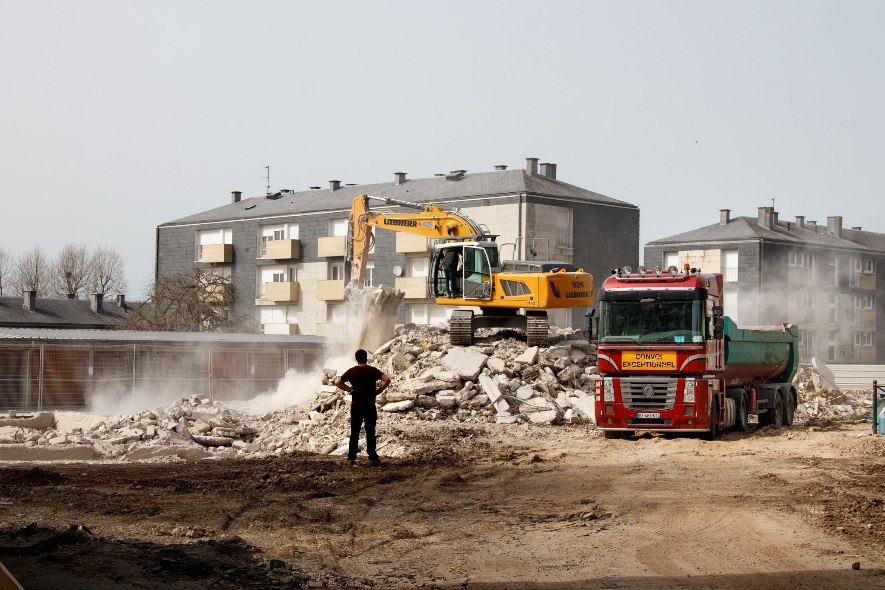 LIEBHERR
924
LIEBHERR
CONVOI
EXCEPTIONNEL